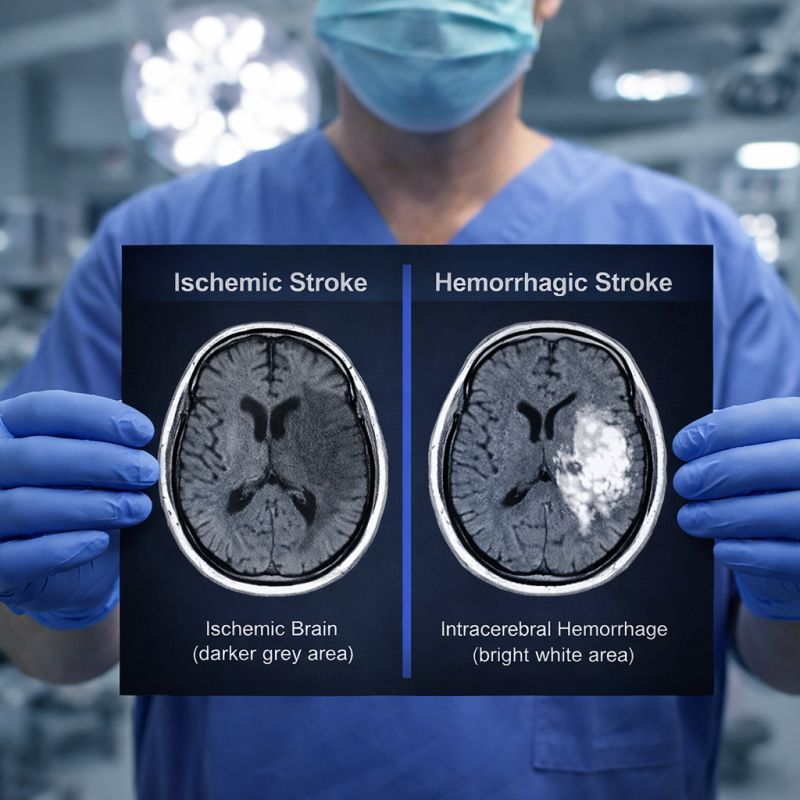 Ischemic Stroke
Hemorrhagic Stroke
Ischemic Brain
(darker grey area)
Intracerebral Hemorrhage
(bright white area)